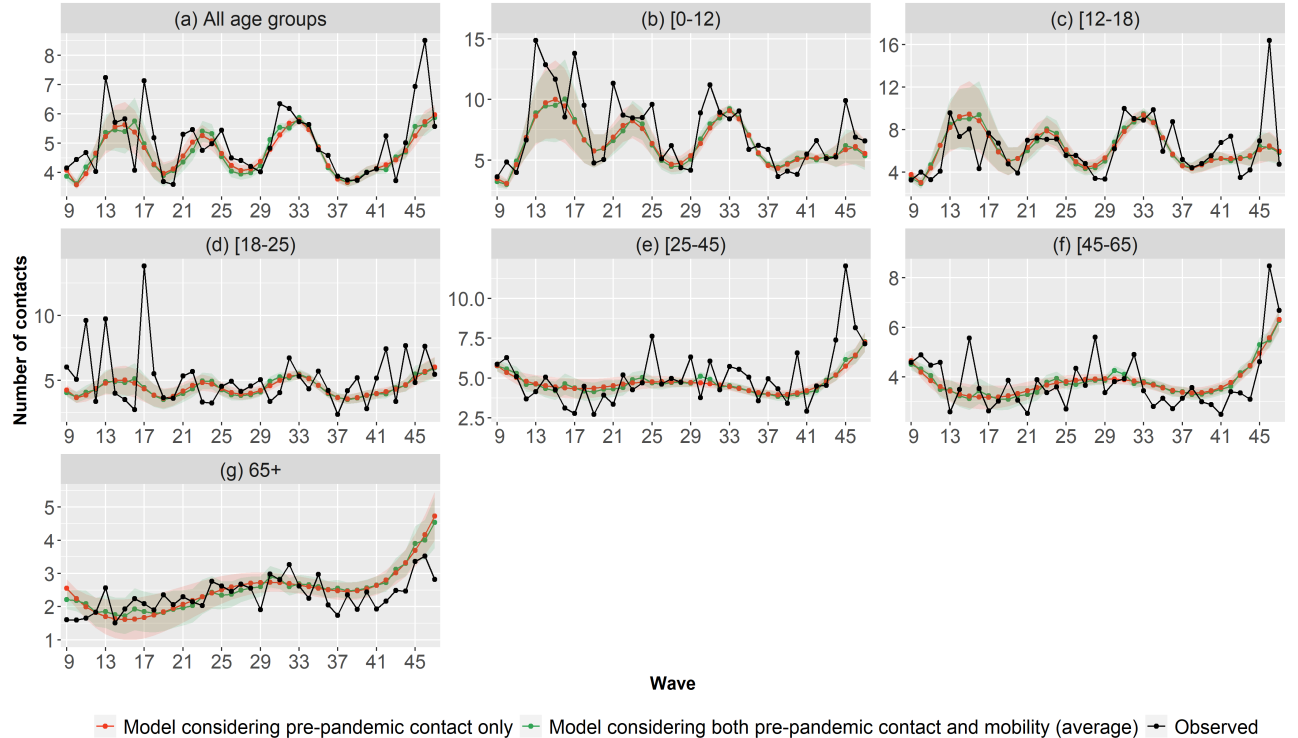 (a) All age groups
(b) [0-12)
(c) [12-18)
8
7
6
5
4
9 13 17 21 25 29 33 37 41 45
15
10
5
9 13 17 21 25 29 33 37 41 45
16
12
8
4
9 13 17 21 25 29 33 37 41 45
Number of contacts
(d) [18-25)
(e) [25-45)
(f) [45-65)
10
5
9 13 17 21 25 29 33 37 41 45
10.0
7.5
5.0
2.5
9 13 17 21 25 29 33 37 41 45
8
6
4
9 13 17 21 25 29 33 37 41 45
(g) 65+
5
4
3
2
1
9 13 17 21 25 29 33 37 41 45
Wave
Model considering pre-pandemic contact only Model considering both pre-pandemic contact and mobility (average) Observed